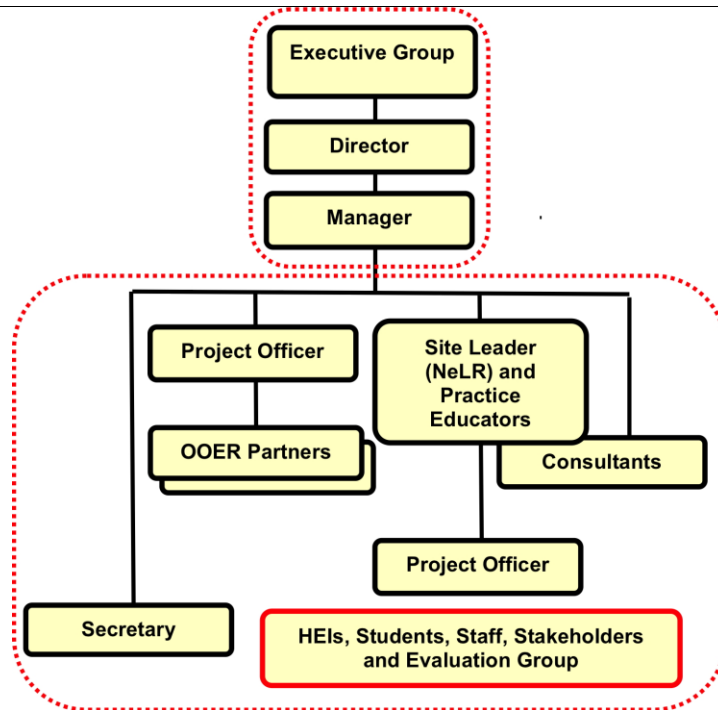 Executive Group
Director
Manager
Project Officer
Site Leader
(NeLR) and
Practice
Educators
OOER Partners
Consultants
Project Officer
Secretary
HEIs, Students, Staff, Stakeholders
and Evaluation Group